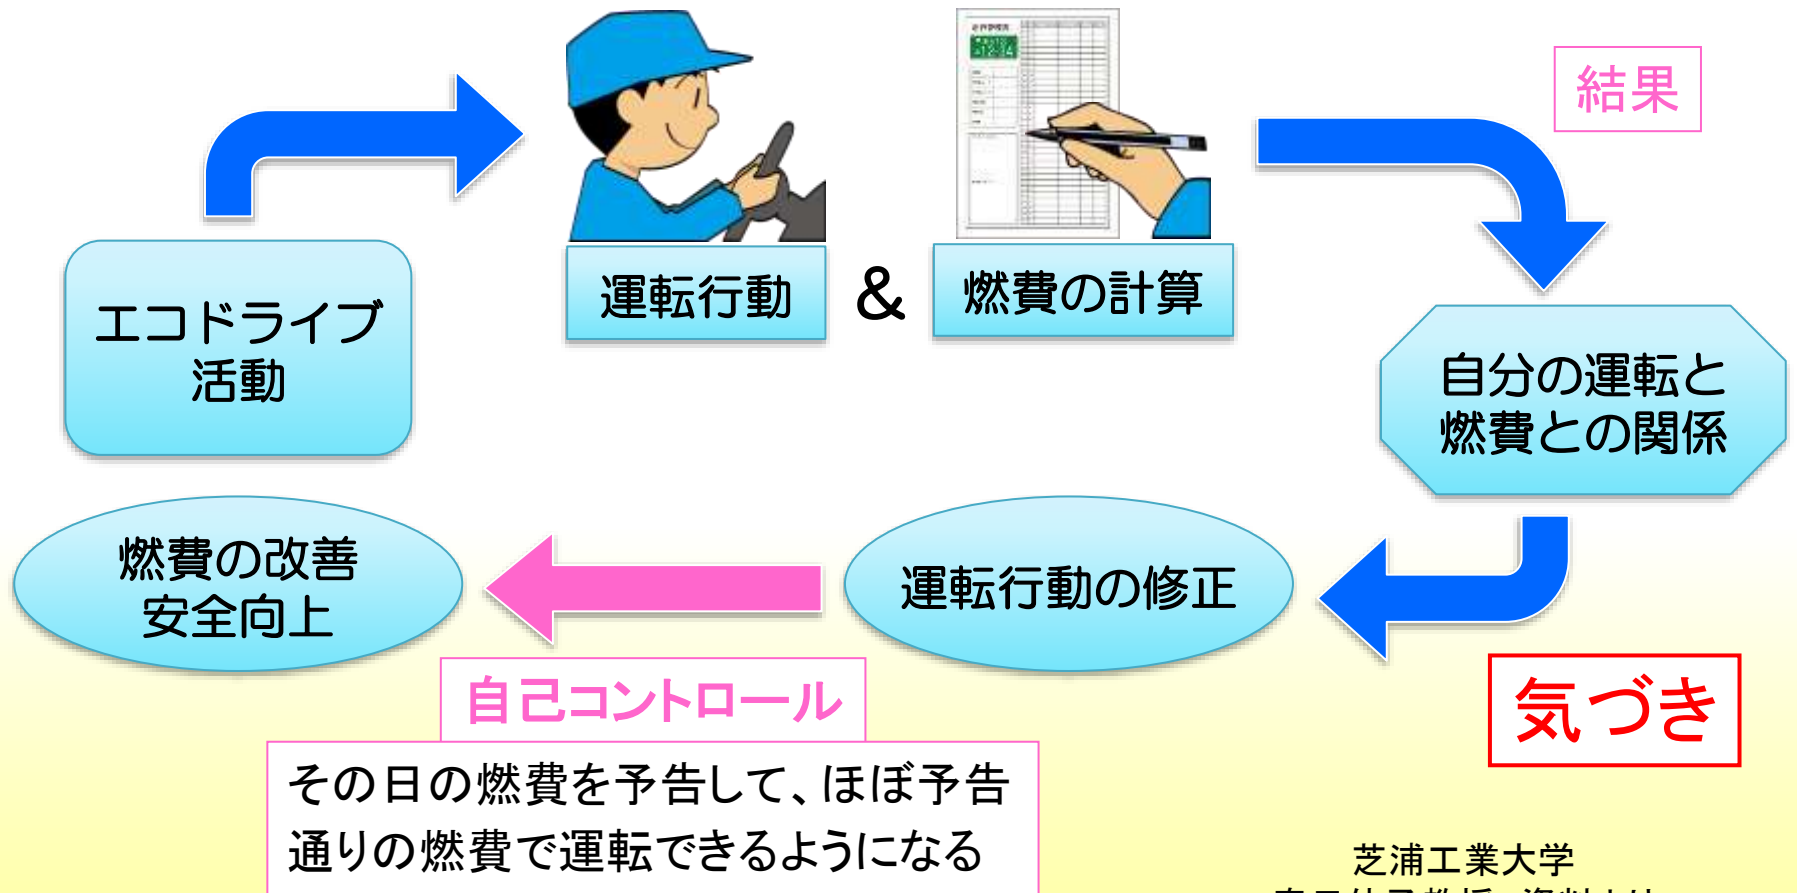 結果
運転行動
&
燃費の計算
エコドライブ
活動
自分の運転と
燃費との関係
燃費の改善
安全向上
運転行動の修正
自己コントロール
気づき
その日の燃費を予告して、ほぼ予告
通りの燃費で運転できるようになる
芝浦工業大学